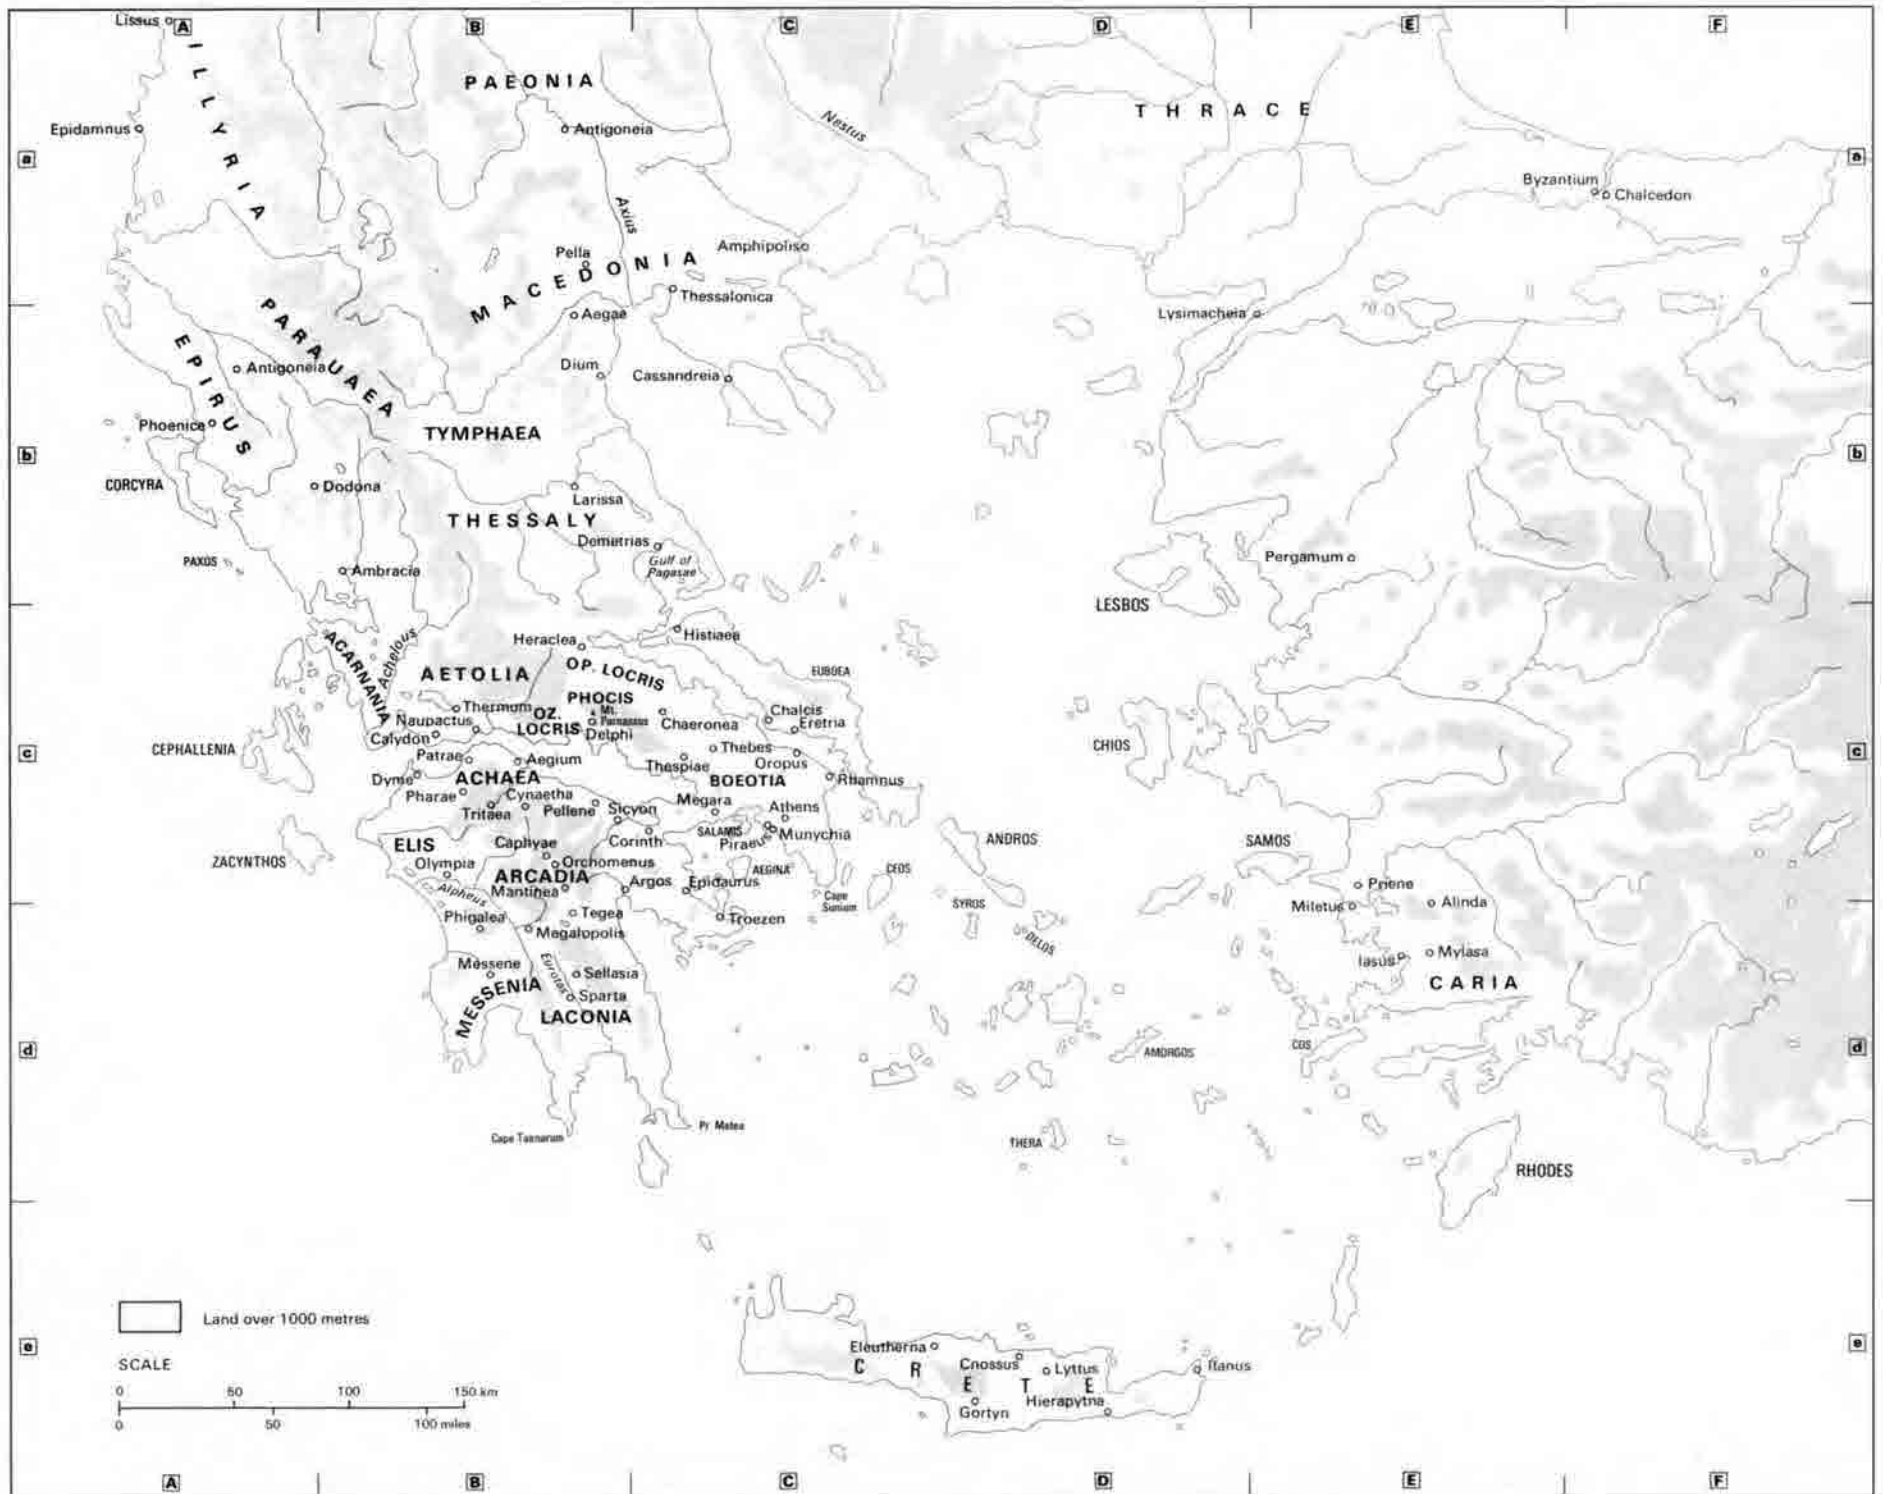 Lissus
A
B
C
D
E
F
ILLYRIA
PAEONIA
Nestus
THRACE
Epidamnus
Antigoneia
a
a
Byzantium
Chalcedon
Axius
Pella
Amphipolis
MACEDONIA
Thessalonica
Aegae
Lysimacheia
PARAUAEA
EPIRUS
Antigoneia
Dium
Cassandreia
Phoenice
TYMPHAEA
b
b
CORCYRA
Dodona
Larissa
THESSALY
Demetrias
Gulf of
Pagasae
PAXOS
Ambracia
Pergamum
LESBOS
ACARNANIA
Achelous
Heraclea
Histiaea
OP. LOCRIS
EUBOEA
AETOLIA
PHOCIS
Thermum
Mt.
Parnassus
OZ.
LOCRIS
Delphi
Chaeronea
Chalcis
Eretria
Naupactus
Calydon
CEPHALLENIA
c
c
Patrae
Aegium
Thebes
Oropus
Thespiae
BOEOTIA
Rhamnus
CHIOS
Dyme
ACHAEA
Pharae
Cynaetha
Tritaea
Pellene
Sicyon
Megara
Athens
SALAMIS
Munychia
Piraeu
Corinth
ZACYNTHOS
ELIS
Caphyae
Olympia
Orchomenus
ARCADIA
Mantinea
AEGINA
Argos
Epidaurus
CEOS
ANDROS
SAMOS
Alpheus
Cape
Sunium
SYROS
Priene
Miletus
Alinda
Phigalea
Tegea
Megalopolis
Troezen
DELOS
Messene
Eurotas
Sellasia
Iasus
Mylasa
MESSENIA
Sparta
CARIA
LACONIA
d
d
AMORGOS
COS
Cape Taenarum
Pr Malea
THERA
RHODES
Land over 1000 metres
SCALE
0 50 100 150 km
0 50 100 miles
e
e
Eleutherna
CRETE
Cnossus
Lyttus
Itanus
Hierapytna
Gortyn
A
B
C
D
E
F